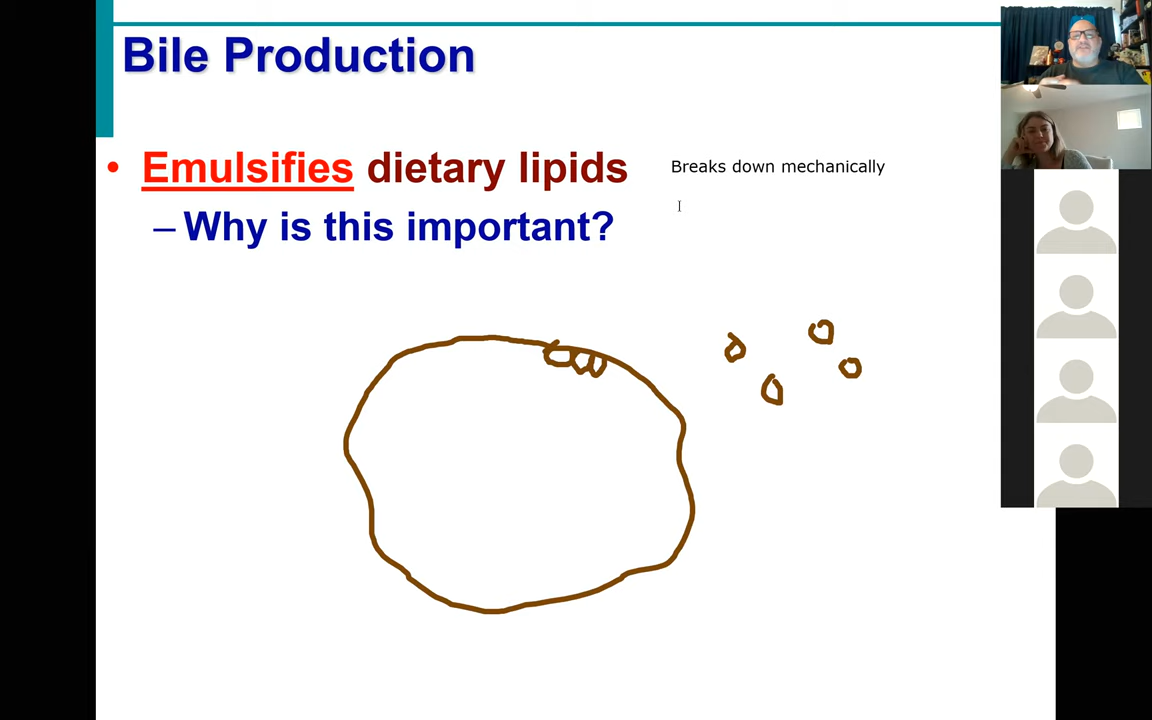 Bile Production
• Emulsifies dietary lipids
Breaks down mechanically
– Why is this important?